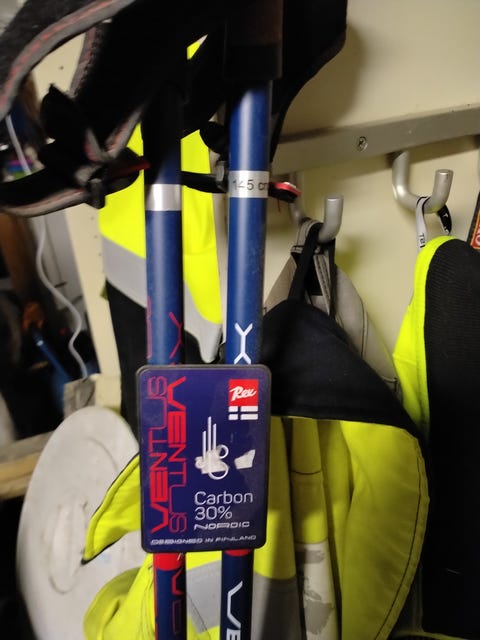 145 cm
X
VENTUS
VENTUS
Rex
Carbon
30%
NORDIC
DESIGNED IN FINLAND